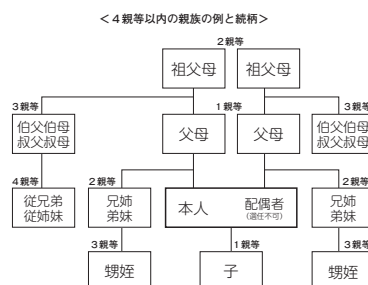 ＜４親等以内の親族の例と続柄＞
２親等
祖父母 祖父母
３親等 １親等 ３親等
伯父伯母
叔父叔母
父母 父母
伯父伯母
叔父叔母
４親等 ２親等 ２親等
従兄弟
従姉妹
兄姉
弟妹
本人 配偶者
（選任不可）
兄姉
弟妹
３親等 １親等 ３親等
甥姪 子 甥姪